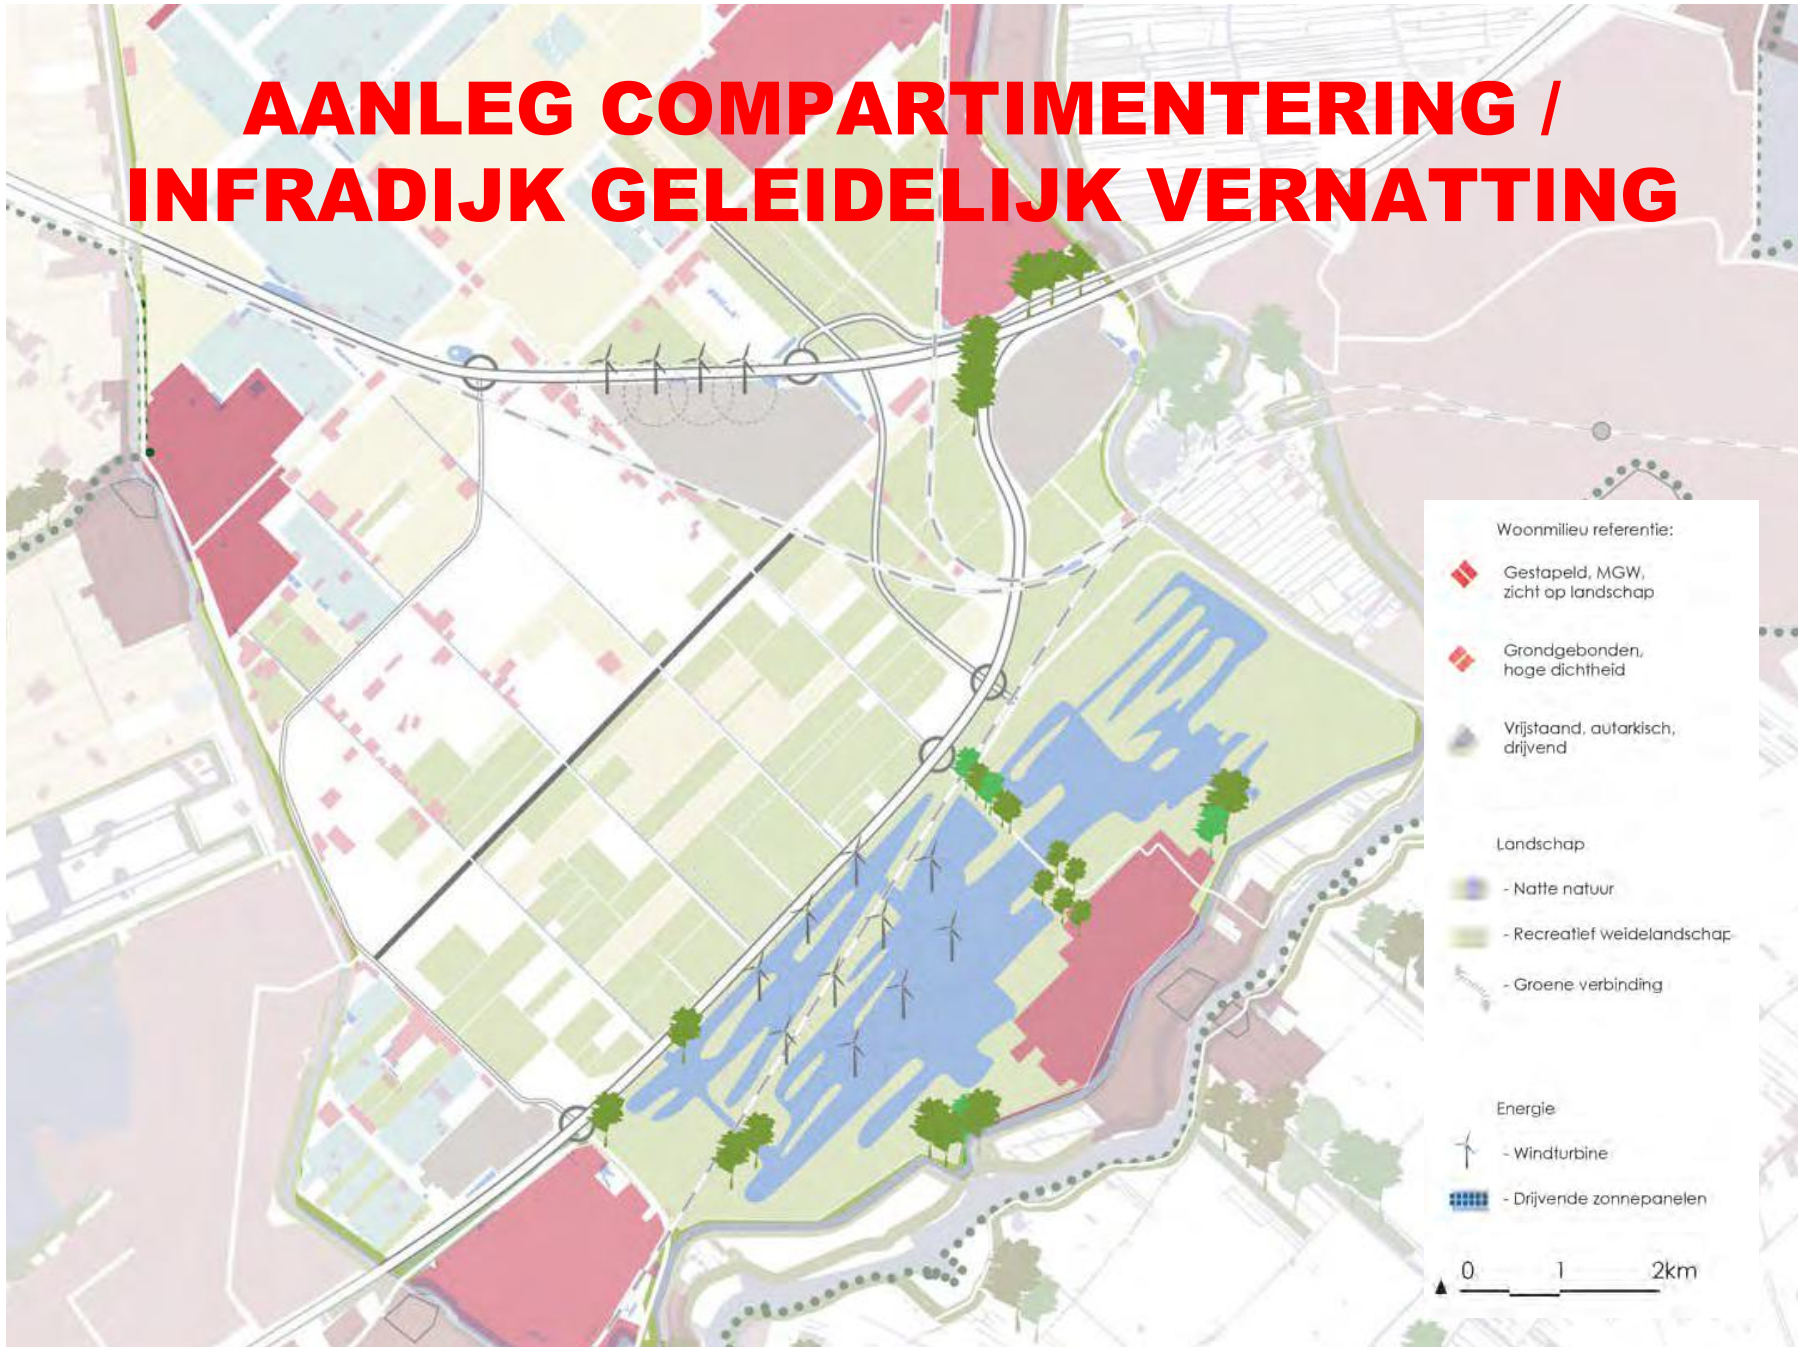 AANLEG COMPARTIMENTERING /
INFRADIJK GELEIDELIJK VERNATTING
Woonmilieu referentie:
Gestapeld, MGW,
zicht op landschap
Grondgebonden,
hoge dichtheid
Vrijstaand, autarkisch,
drijvend
Landschap
- Natte natuur
- Recreatief weidelandschap
- Groene verbinding
Energie
- Windturbine
- Drijvende zonnepanelen
0 1 2km